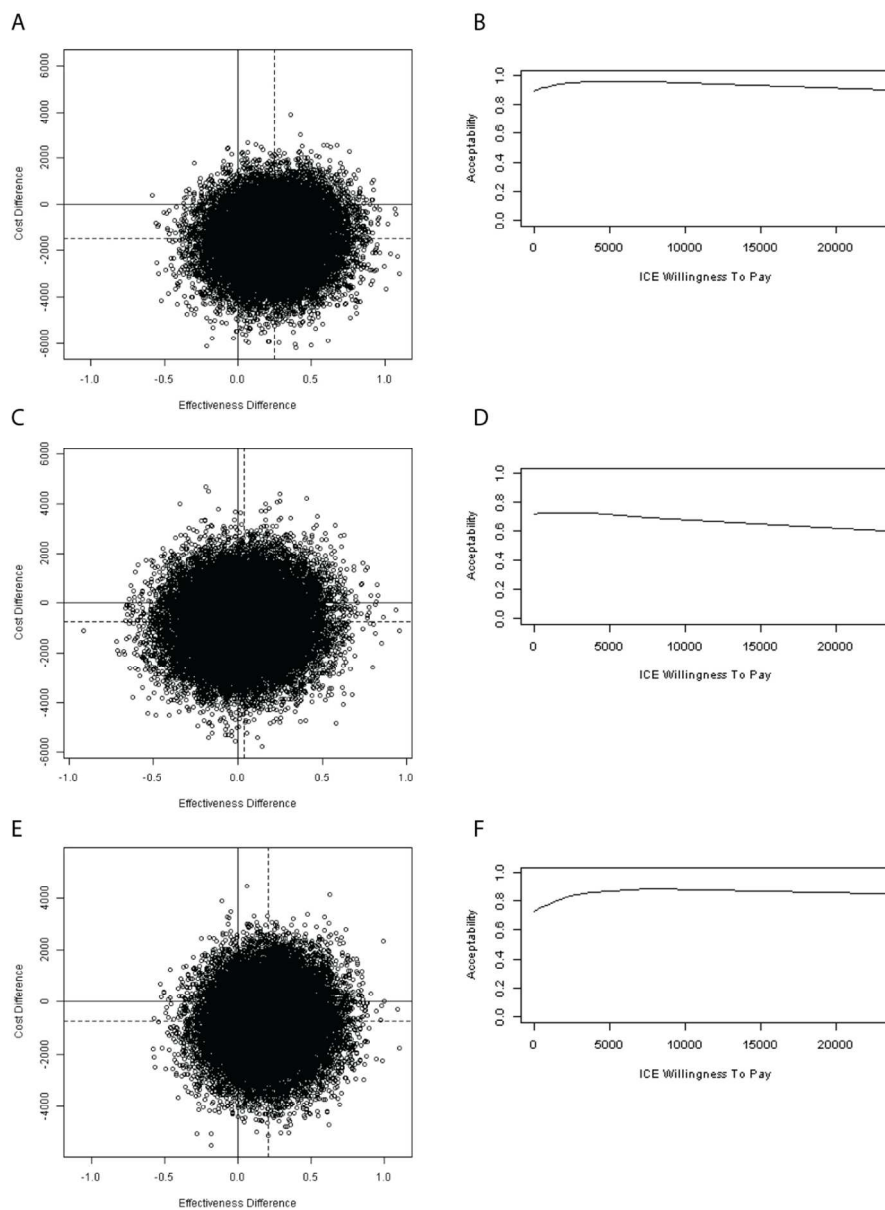 A
6000
4000
2000
0
-2000
-4000
-6000
Cost Difference
-1.0 -0.5 0.0 0.5 1.0
Effectiveness Difference
B
1.0
0.8
0.6
0.4
0.2
0.0
Acceptability
0 5000 10000 15000 20000
ICE Willingness To Pay
C
6000
4000
2000
0
-2000
-4000
-6000
Cost Difference
-1.0 -0.5 0.0 0.5 1.0
Effectiveness Difference
D
1.0
0.8
0.6
0.4
0.2
0.0
Acceptability
0 5000 10000 15000 20000
ICE Willingness To Pay
E
4000
2000
0
-2000
-4000
Cost Difference
-1.0 -0.5 0.0 0.5 1.0
Effectiveness Difference
F
1.0
0.8
0.6
0.4
0.2
0.0
Acceptability
0 5000 10000 15000 20000
ICE Willingness To Pay